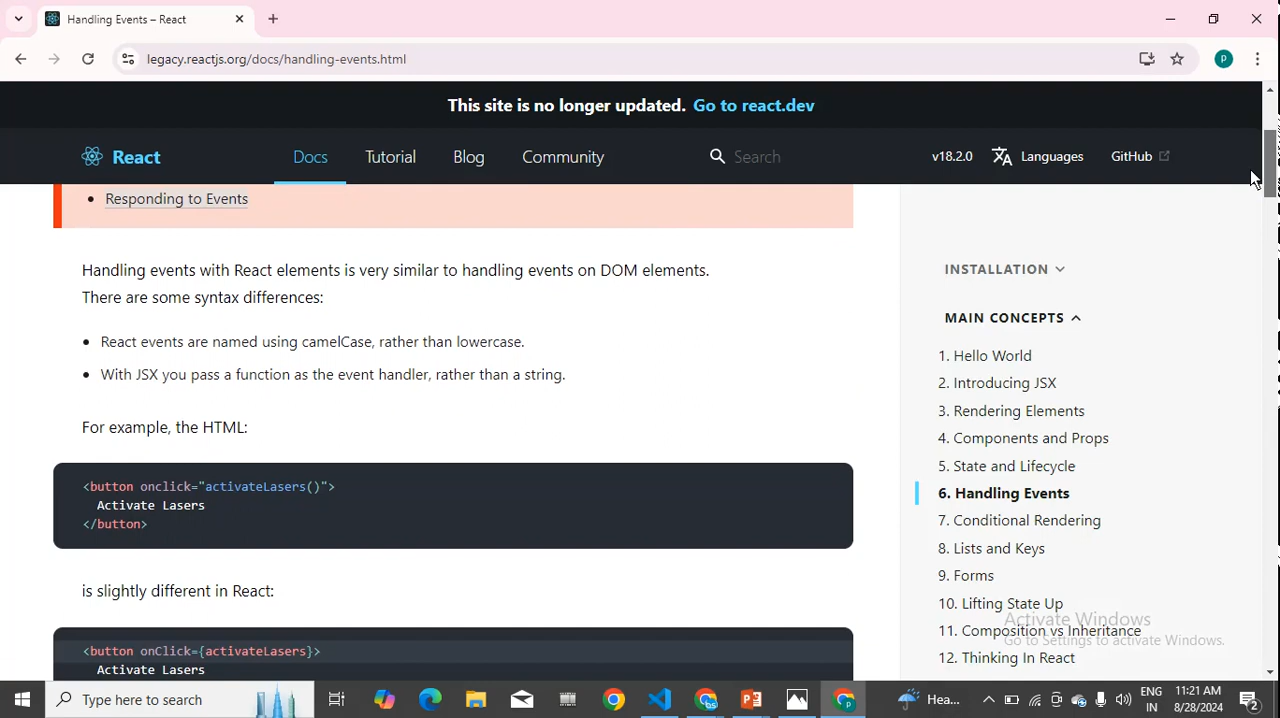 Handling Events – React
legacy.reactjs.org/docs/handling-events.html
P
This site is no longer updated. Go to react.dev
React
Docs
Tutorial
Blog
Community
Search
v18.2.0
Languages
GitHub
Responding to Events
Handling events with React elements is very similar to handling events on DOM elements.
There are some syntax differences:
React events are named using camelCase, rather than lowercase.
With JSX you pass a function as the event handler, rather than a string.
For example, the HTML:
<button onclick="activateLasers()">
Activate Lasers
</button>
is slightly different in React:
<button onClick={activateLasers}>
Activate Lasers
INSTALLATION
MAIN CONCEPTS
1. Hello World
2. Introducing JSX
3. Rendering Elements
4. Components and Props
5. State and Lifecycle
6. Handling Events
7. Conditional Rendering
8. Lists and Keys
9. Forms
10. Lifting State Up
11. Composition vs Inheritance
12. Thinking In React
Activate Windows
Go to Settings to activate Windows.
Type here to search
Hea...
ENG
IN
11:21 AM
8/28/2024
2